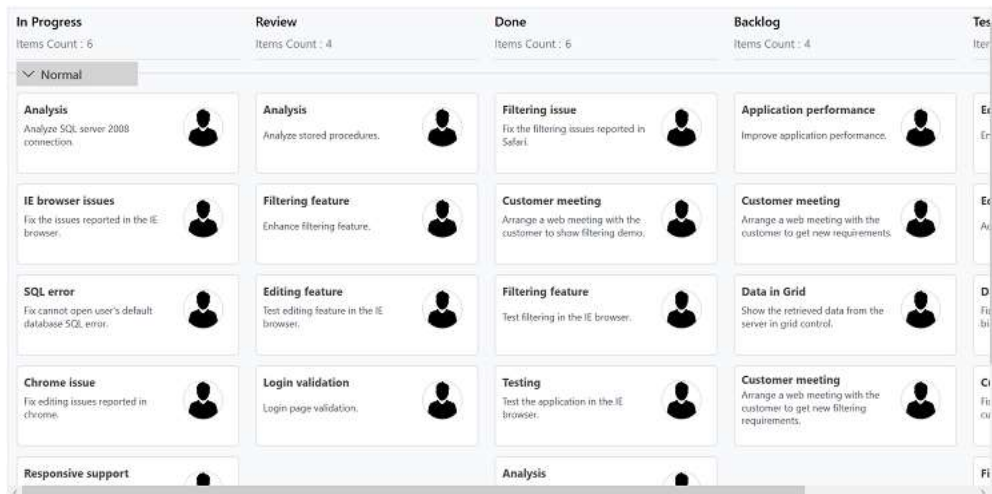 In Progress
Items Count : 6
Review
Items Count : 4
Done
Items Count : 6
Backlog
Items Count : 4
Tes
Iter
Normal
Analysis
Analyze SQL server 2008
connection.
IE browser issues
Fix the issues reported in the IE
browser.
SQL error
Fix cannot open user's default
database SQL error.
Chrome issue
Fix editing issues reported in
chrome.
Responsive support
Analysis
Analyze stored procedures.
Filtering feature
Enhance filtering feature.
Editing feature
Test editing feature in the IE
browser.
Login validation
Login page validation.
Filtering issue
Fix the filtering issues reported in
Safari.
Customer meeting
Arrange a web meeting with the
customer to show filtering demo.
Filtering feature
Test filtering in the IE browser.
Testing
Test the application in the IE
browser.
Analysis
Application performance
Improve application performance.
Customer meeting
Arrange a web meeting with the
customer to get new requirements.
Data in Grid
Show the retrieved data from the
server in grid control.
Customer meeting
Arrange a web meeting with the
customer to get new filtering
requirements.